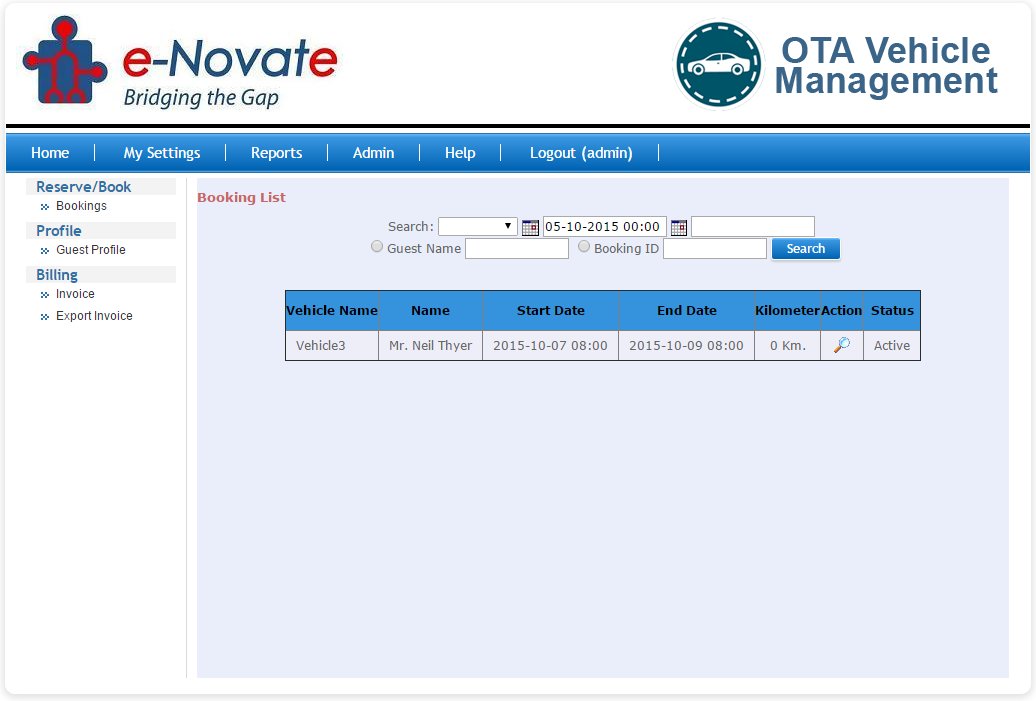 e-Novate
Bridging the Gap
OTA Vehicle
Management
Home My Settings Reports Admin Help Logout (admin)
Reserve/Book
Bookings
Profile
Guest Profile
Billing
Invoice
Export Invoice
Booking List
Search: 05-10-2015 00:00
Guest Name Booking ID Search
Vehicle Name Name Start Date End Date Kilometer Action Status
Vehicle3 Mr. Neil Thyer 2015-10-07 08:00 2015-10-09 08:00 0 Km. Active